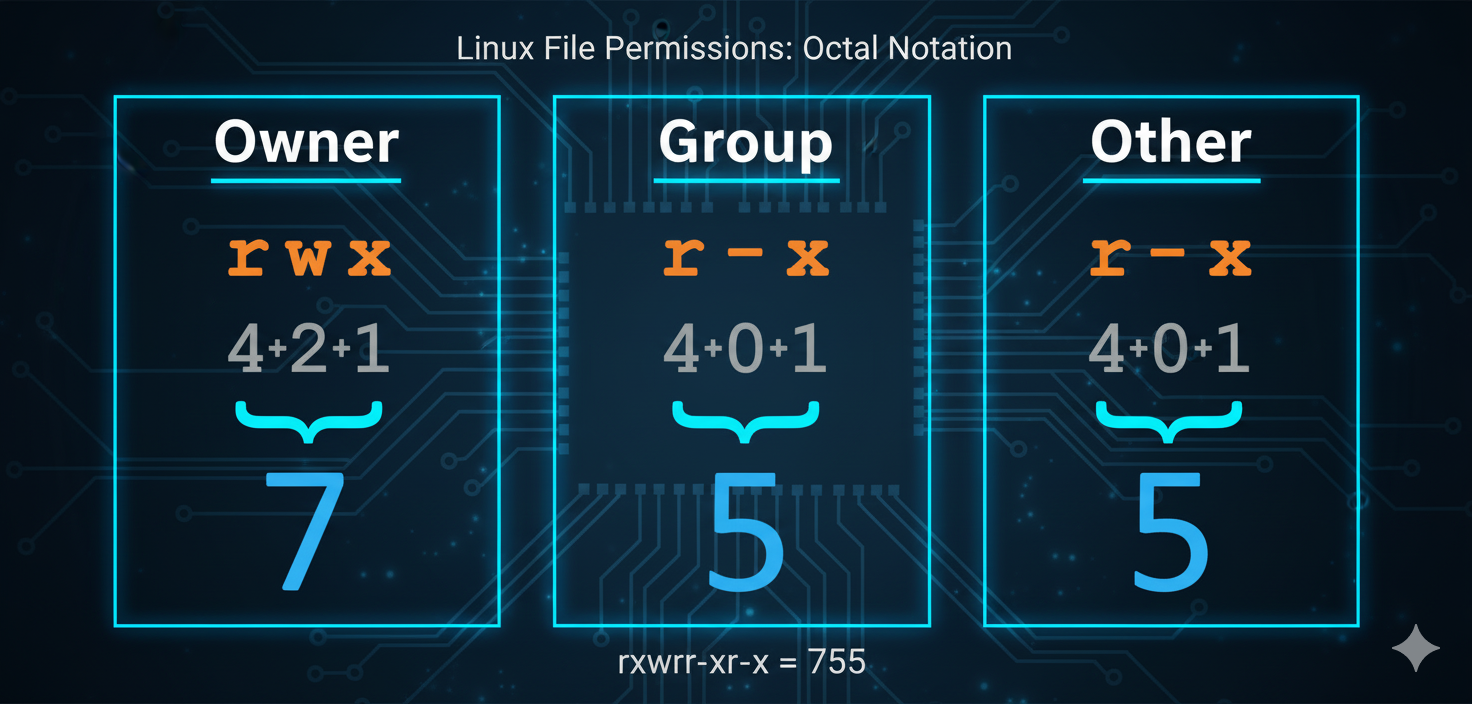 Linux File Permissions: Octal Notation
Owner
r w x
4+2+1
7
Group
r - x
4+0+1
5
Other
r - x
4+0+1
5
rxwrr-xr-x = 755